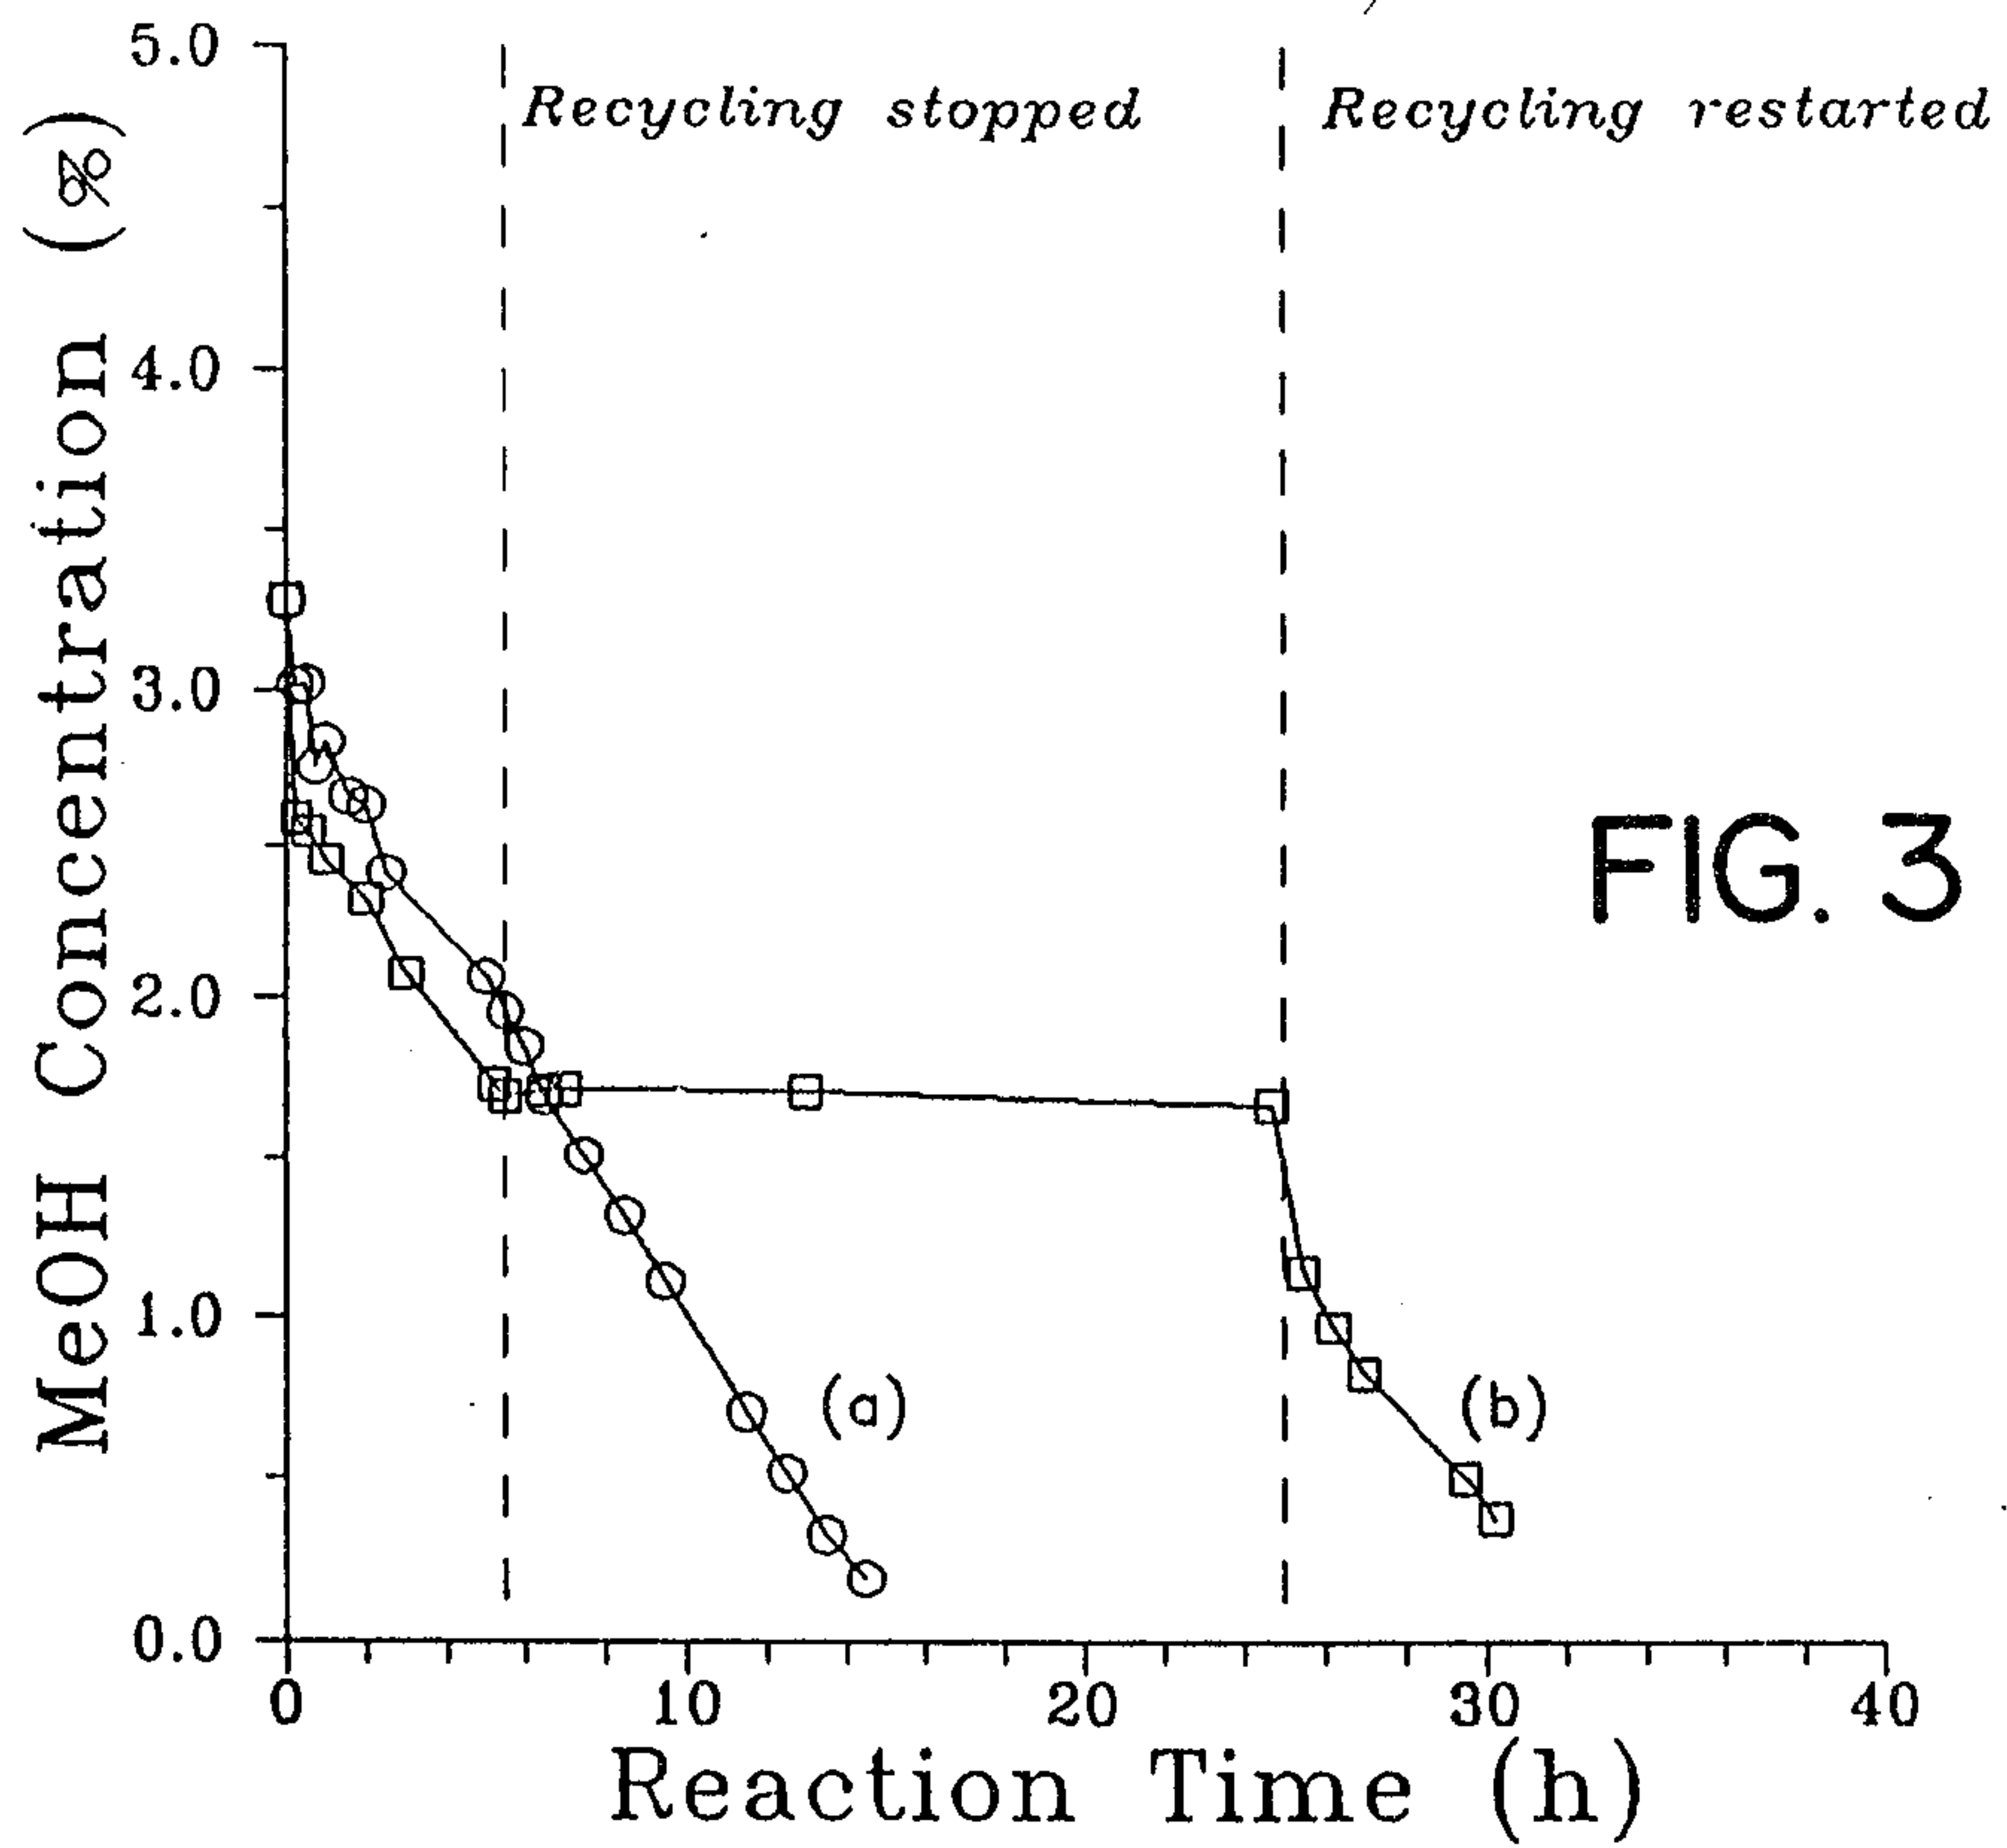 5.0
Recycling stopped
Recycling restarted
4.0
3.0
2.0
1.0
0.0
MeOH Concentration (%)
FIG. 3
(a)
(b)
0 10 20 30 40
Reaction Time (h)